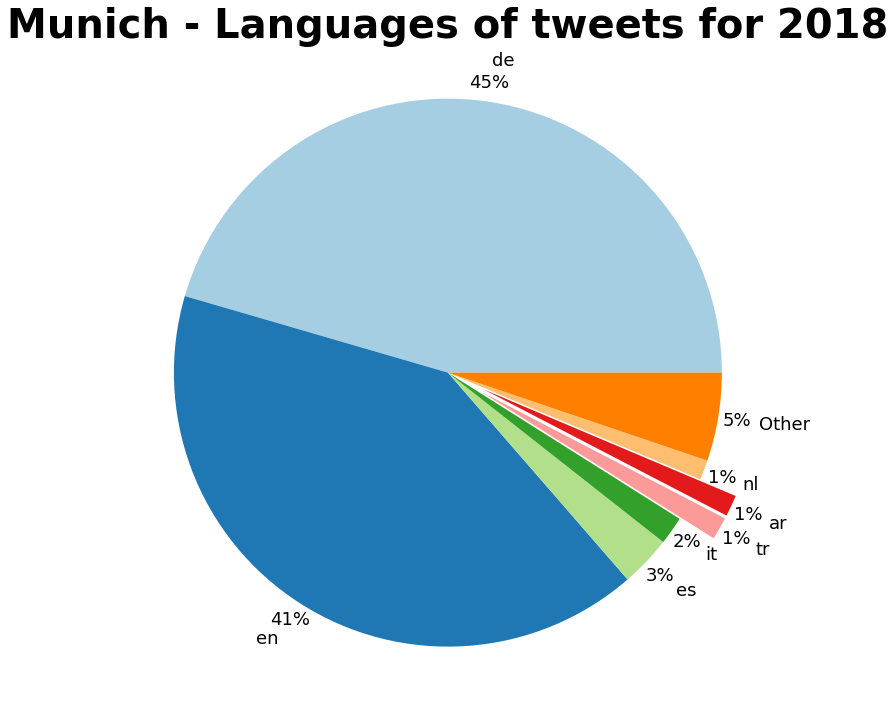 Munich - Languages of tweets for 2018
de
45%
5% Other
1% nl
1% ar
1% tr
2% it
3% es
41%
en